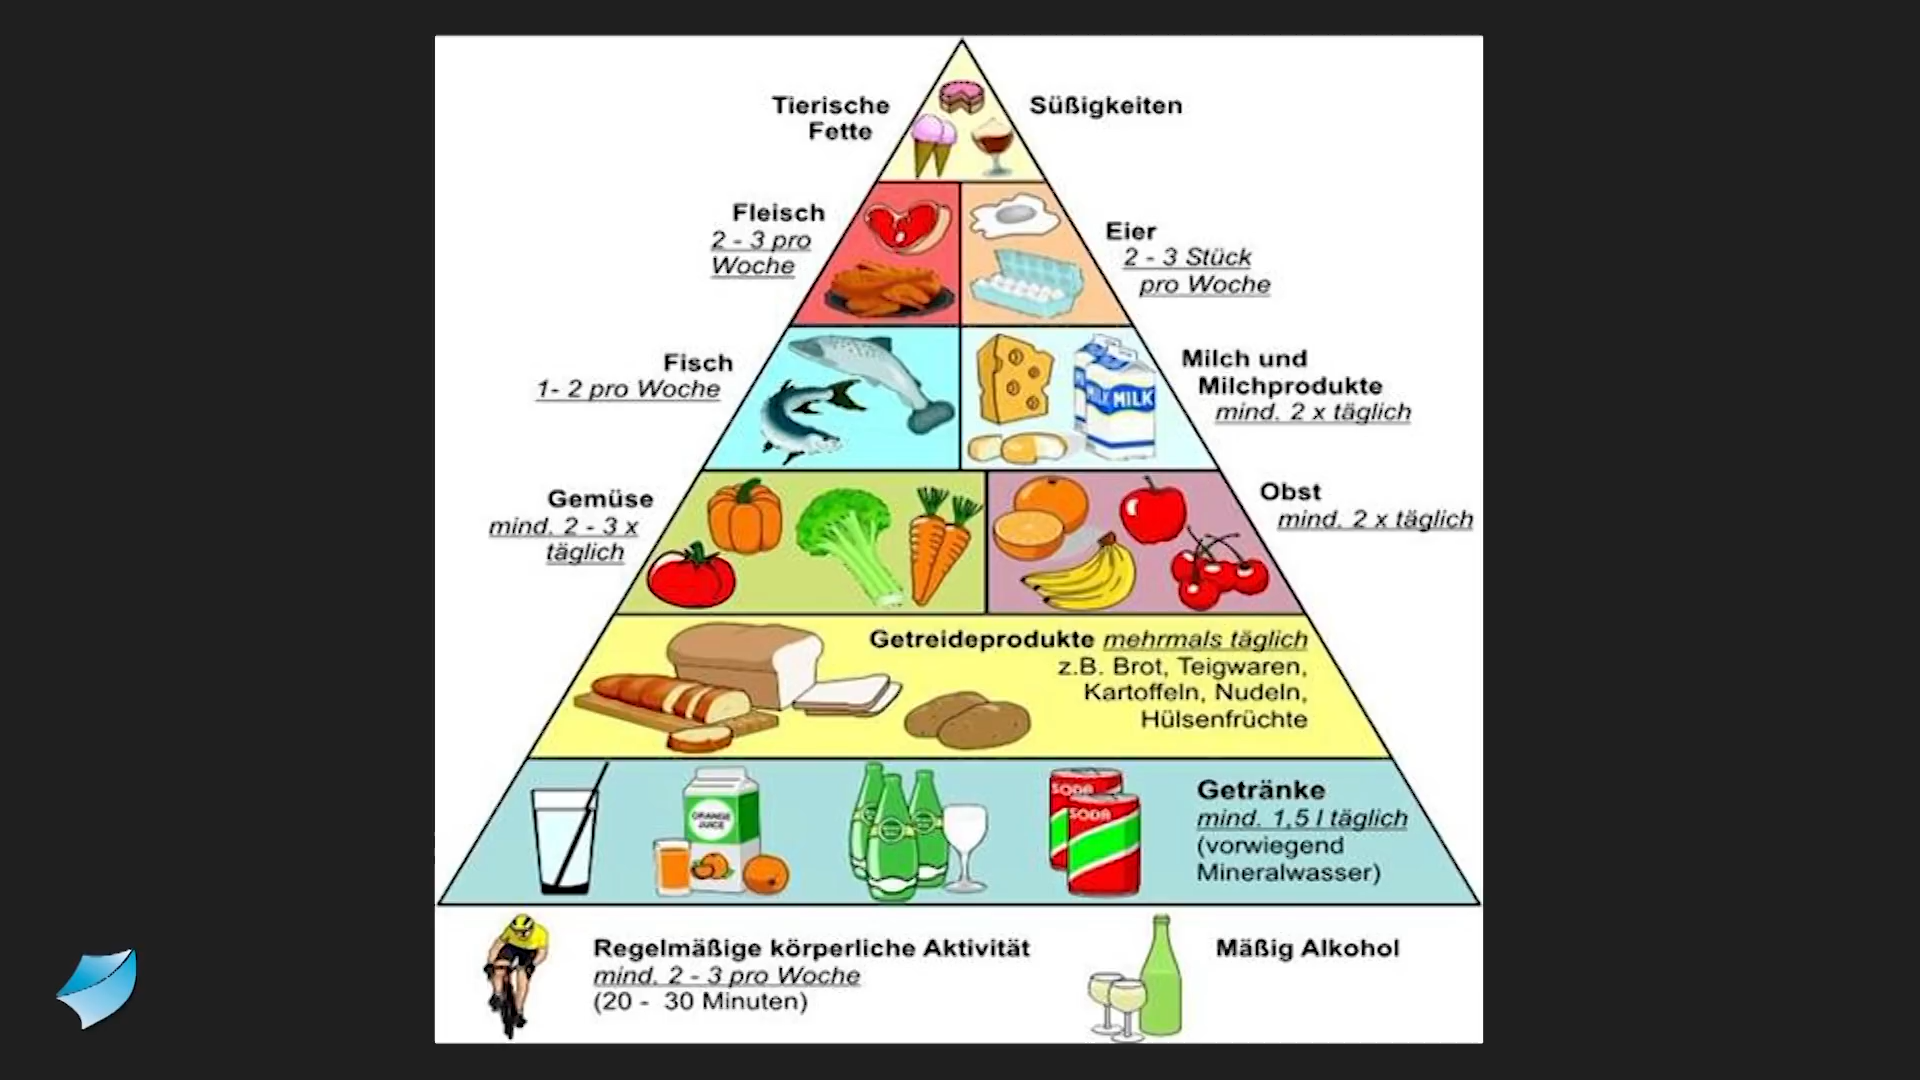 Tierische
Fette
Süßigkeiten
Fleisch
2 - 3 pro
Woche
Eier
2 - 3 Stück
pro Woche
Fisch
1- 2 pro Woche
Milch und
Milchprodukte
mind. 2 x täglich
MILK
MILK
Gemüse
mind. 2 - 3 x
täglich
Obst
mind. 2 x täglich
Getreideprodukte mehrmals täglich
z.B. Brot, Teigwaren,
Kartoffeln, Nudeln,
Hülsenfrüchte
ORANGE
JUICE
SODA
SODA
Getränke
mind. 1,5 l täglich
(vorwiegend
Mineralwasser)
Regelmäßige körperliche Aktivität
mind. 2 - 3 pro Woche
(20 - 30 Minuten)
Mäßig Alkohol